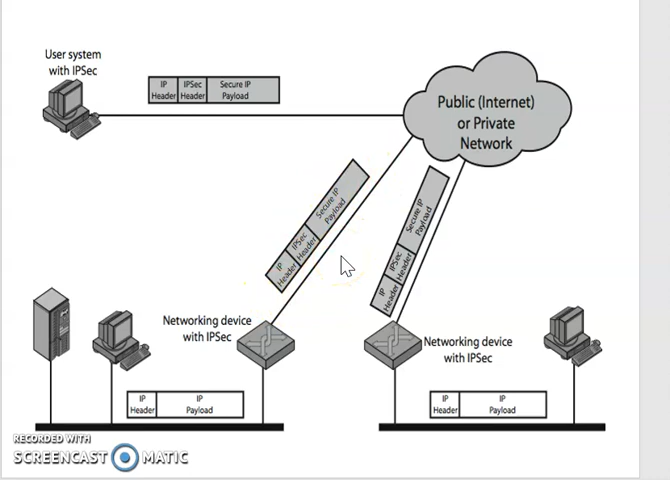 User system
with IPSec
IP
Header
IPSec
Header
Secure IP
Payload
Public (Internet)
or Private
Network
IP
Header
IPSec
Header
Secure IP
Payload
IP
Header
IPSec
Header
Secure IP
Payload
Networking device
with IPSec
Networking device
with IPSec
IP
Header
IP
Payload
IP
Header
IP
Payload
RECORDED WITH
SCREENCAST MATIC